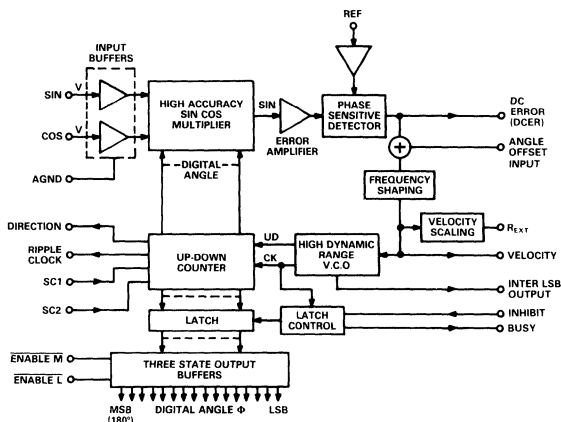 REF
INPUT
BUFFERS
SIN
V
COS
V
AGND
HIGH ACCURACY
SIN COS
MULTIPLIER
SIN
ERROR
AMPLIFIER
PHASE
SENSITIVE
DETECTOR
DC
ERROR
(DCER)
+
ANGLE
OFFSET
INPUT
DIGITAL
ANGLE
FREQUENCY
SHAPING
VELOCITY
SCALING
REXT
DIRECTION
RIPPLE
CLOCK
SC1
SC2
UP-DOWN
COUNTER
UD
CK
HIGH DYNAMIC
RANGE
V.C.O
VELOCITY
INTER LSB
OUTPUT
LATCH
LATCH
CONTROL
INHIBIT
BUSY
ENABLE M
ENABLE L
THREE STATE OUTPUT
BUFFERS
MSB
(180°)
DIGITAL ANGLE Φ
LSB